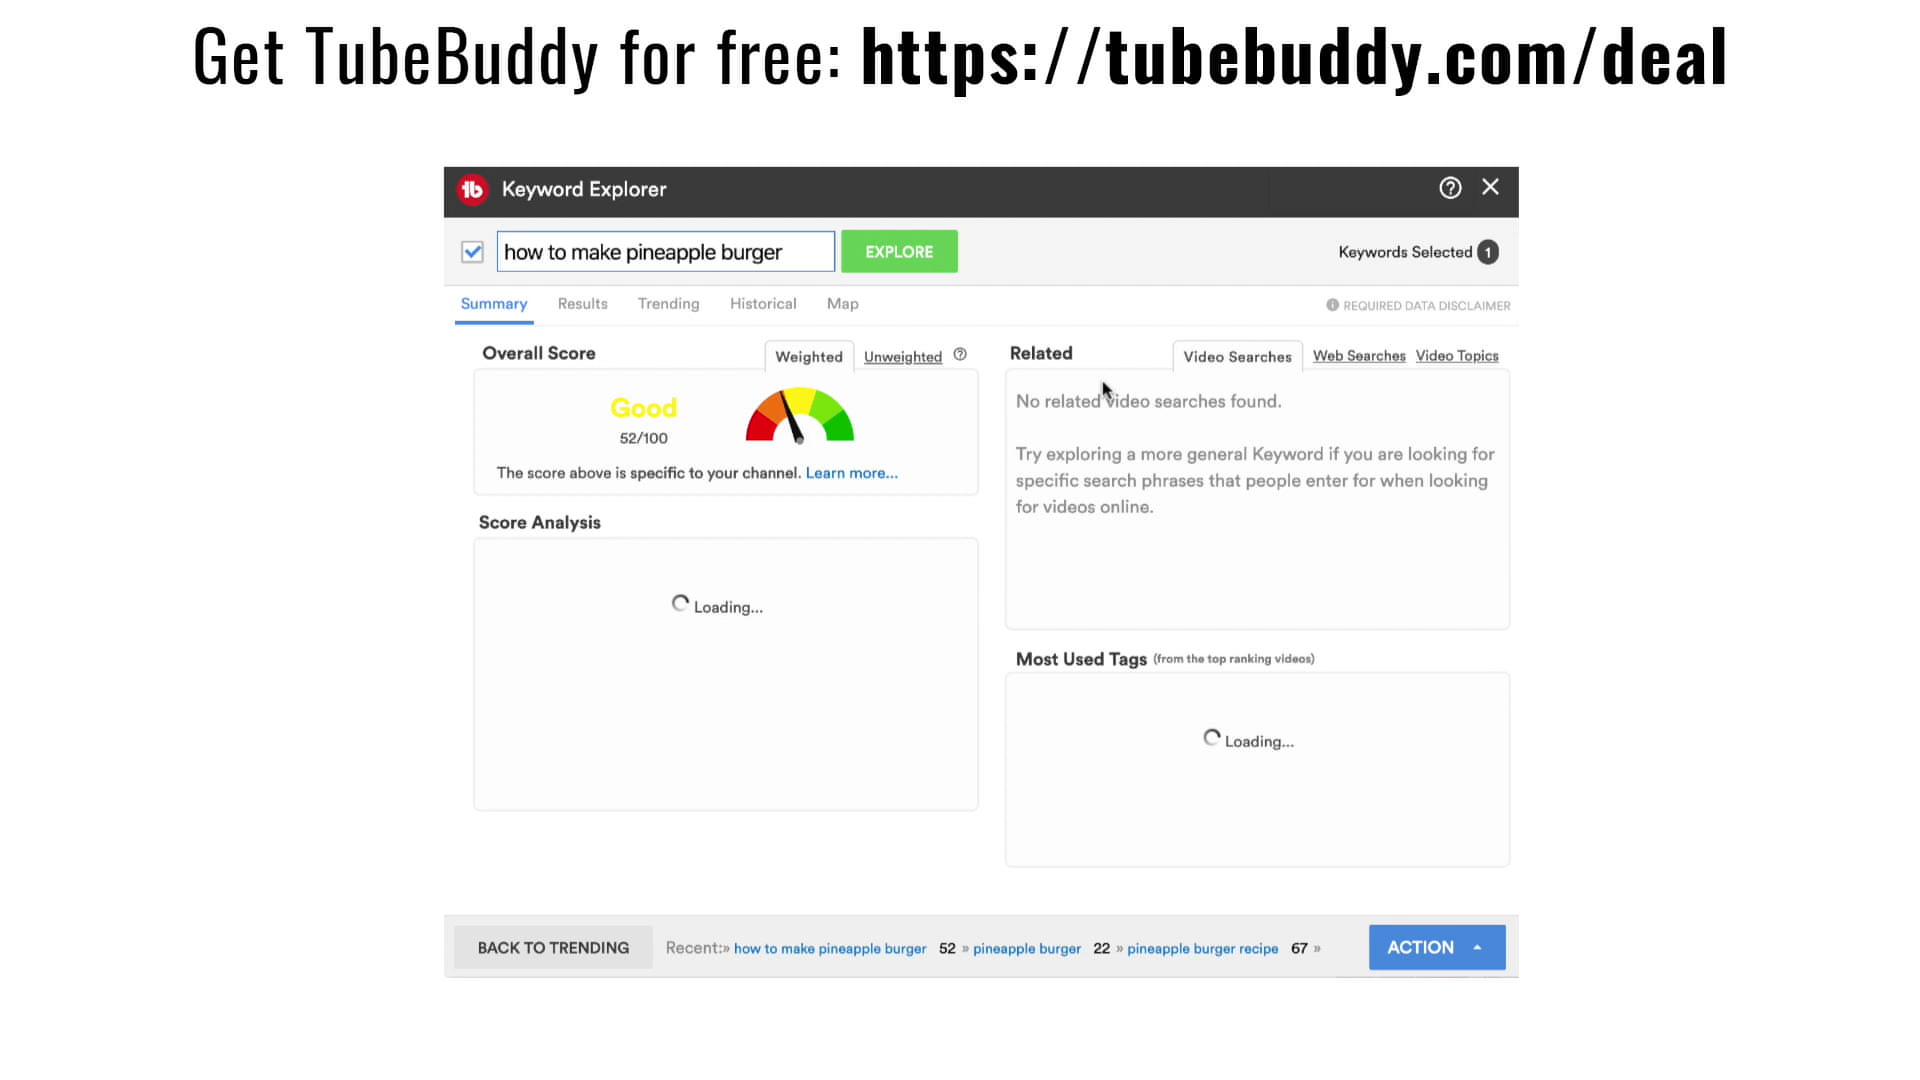 Get TubeBuddy for free: https://tubebuddy.com/deal
tb Keyword Explorer
how to make pineapple burger EXPLORE Keywords Selected 1
Summary Results Trending Historical Map REQUIRED DATA DISCLAIMER
Overall Score Weighted Unweighted
Good
52/100
The score above is specific to your channel. Learn more...
Score Analysis
Loading...
Related Video Searches Web Searches Video Topics
No related video searches found.
Try exploring a more general Keyword if you are looking for
specific search phrases that people enter for when looking
for videos online.
Most Used Tags (from the top ranking videos)
Loading...
BACK TO TRENDING Recent:» how to make pineapple burger 52 » pineapple burger 22 » pineapple burger recipe 67 » ACTION